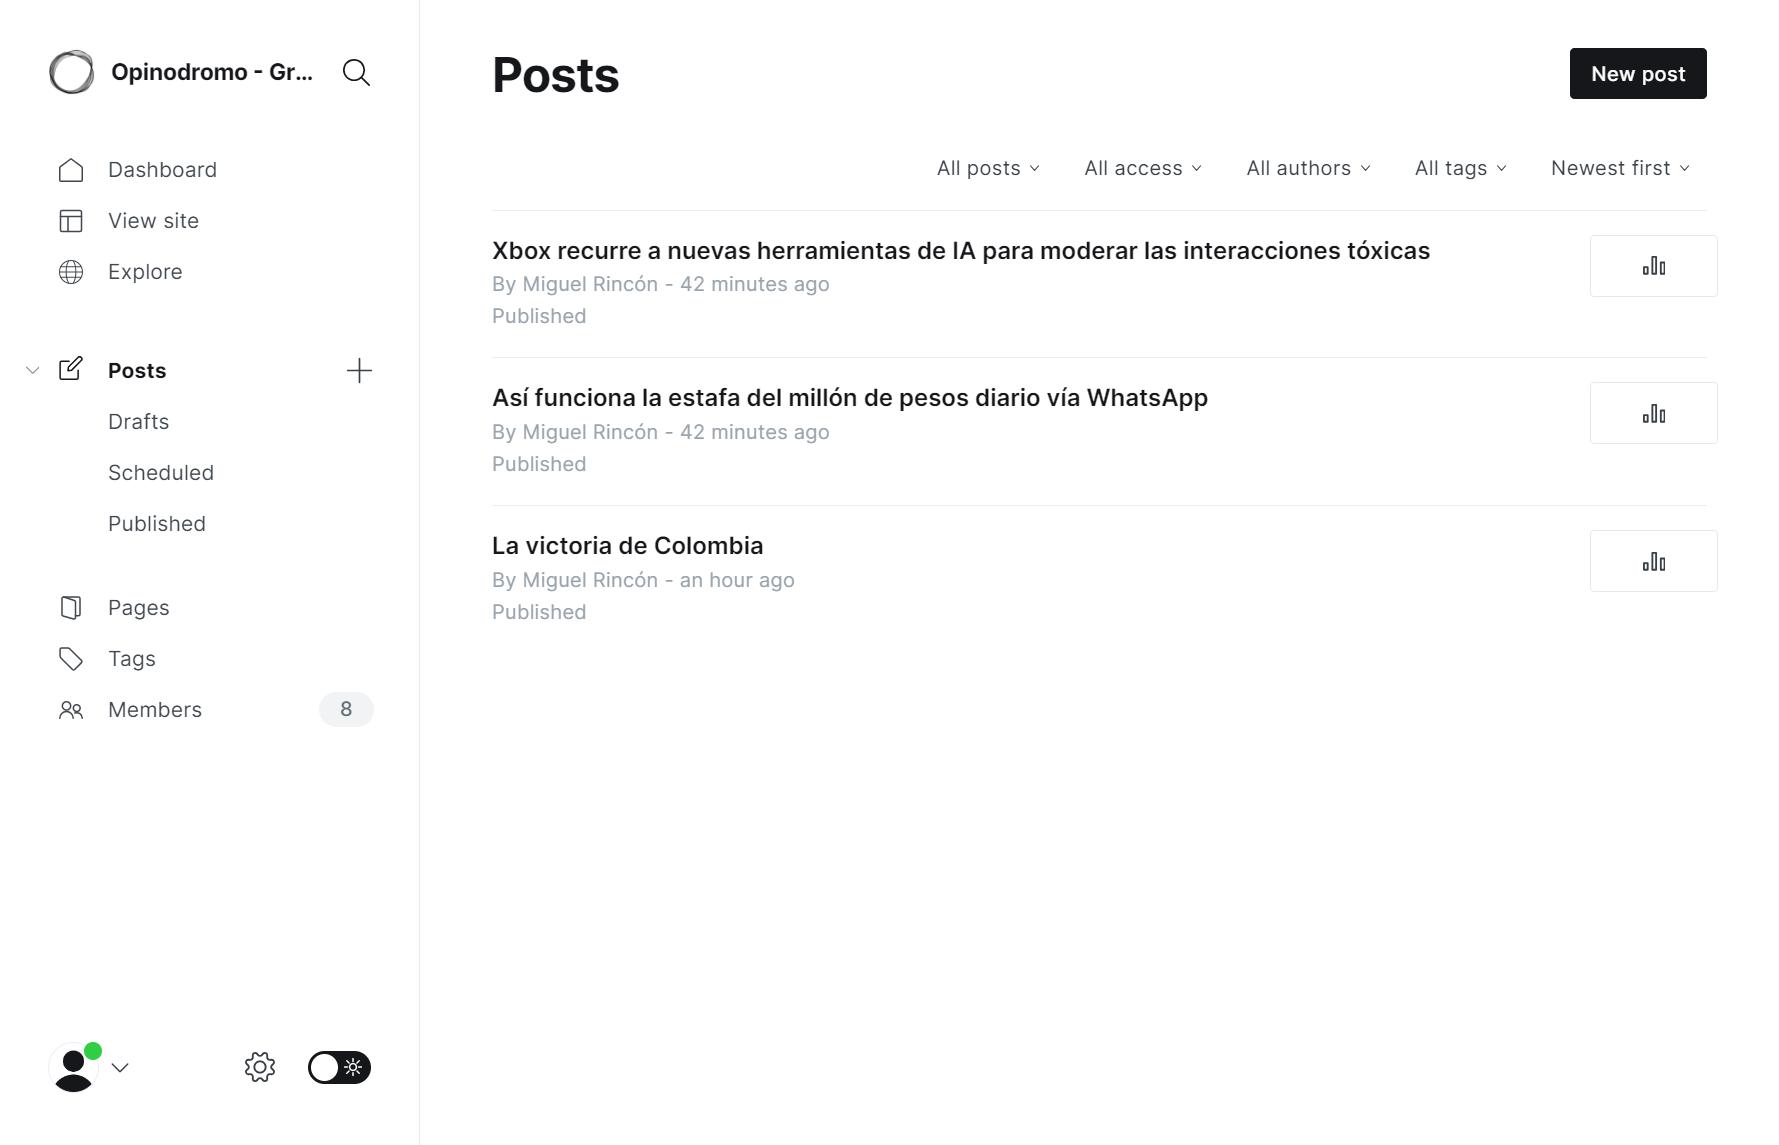 Opinodromo - Gr...
Dashboard
View site
Explore
Posts
Drafts
Scheduled
Published
Pages
Tags
Members 8
Posts
New post
All posts All access All authors All tags Newest first
Xbox recurre a nuevas herramientas de IA para moderar las interacciones tóxicas
By Miguel Rincón - 42 minutes ago
Published
Así funciona la estafa del millón de pesos diario vía WhatsApp
By Miguel Rincón - 42 minutes ago
Published
La victoria de Colombia
By Miguel Rincón - an hour ago
Published